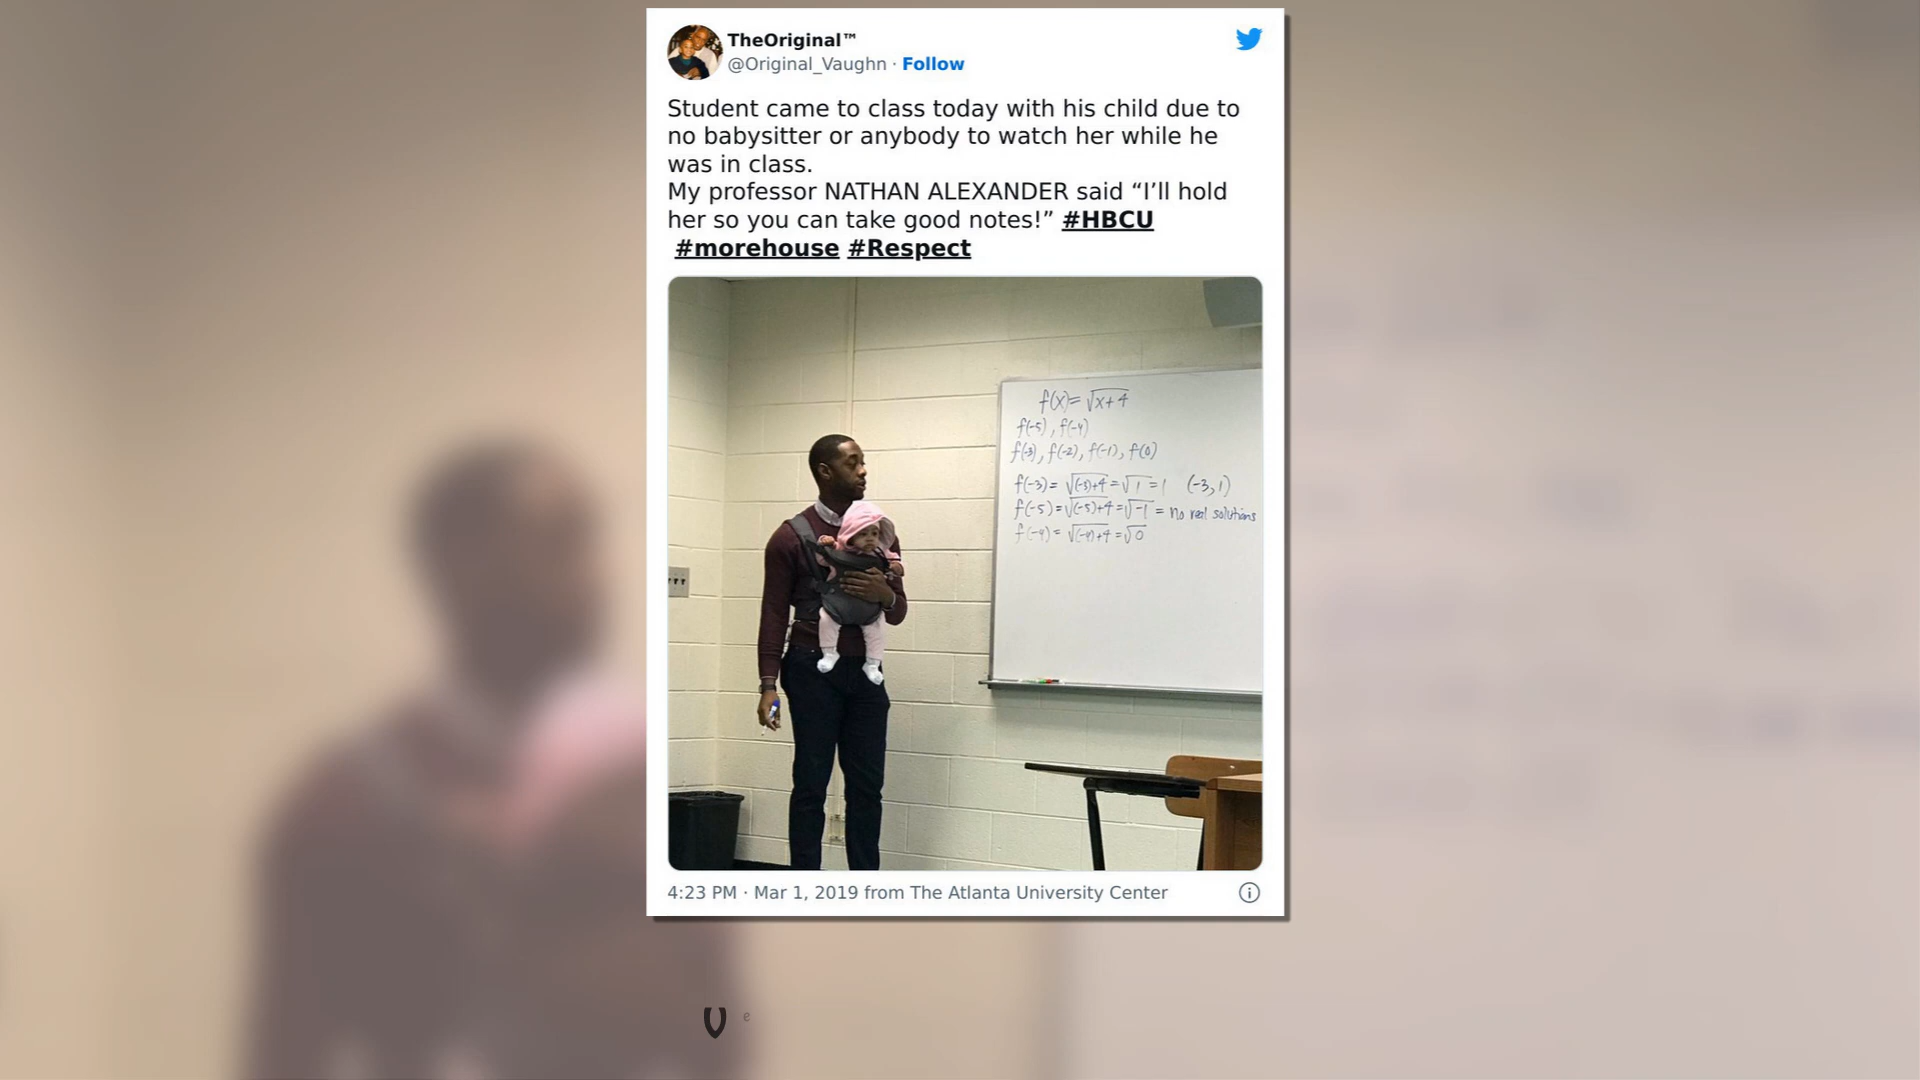 TheOriginal™
@Original_Vaughn · Follow
Student came to class today with his child due to
no babysitter or anybody to watch her while he
was in class.
My professor NATHAN ALEXANDER said “I’ll hold
her so you can take good notes!” #HBCU
#morehouse #Respect
f(x)= √x+4
f(-5), f(-4)
f(-3), f(-2), f(-1), f(0)
f(-3)= √(-3)+4 = √1 = 1 (-3,1)
f(-5)=√(-5)+4=√-1 = no real solutions
f(-4)= √(-4)+4 = √0
4:23 PM · Mar 1, 2019 from The Atlanta University Center